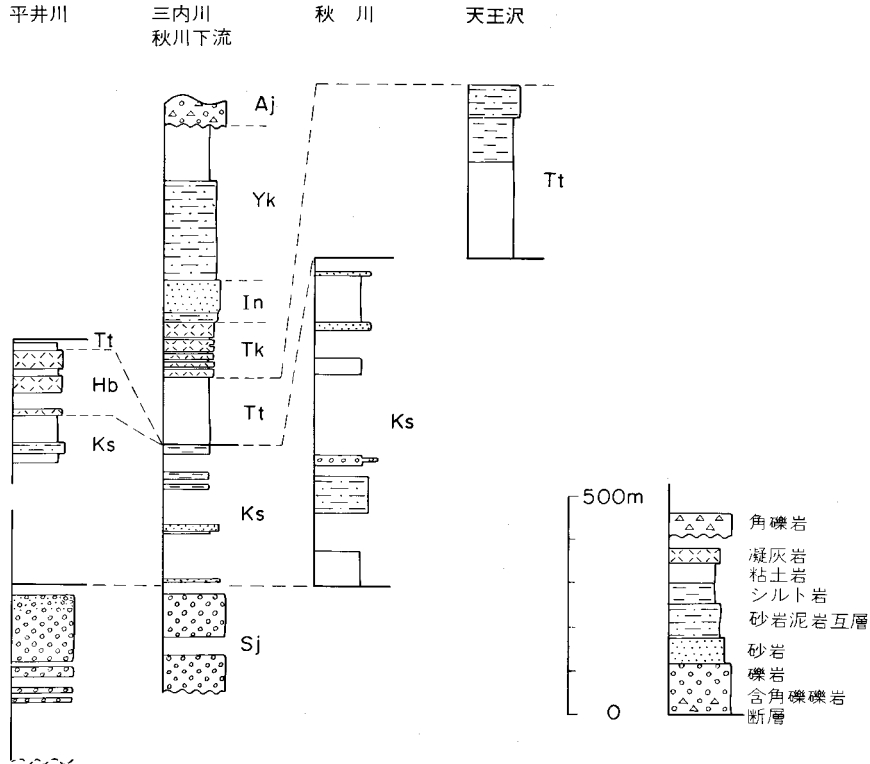 平井川
三内川
秋川下流
秋川
天王沢
Aj
Yk
In
Tk
Tt
Ks
Sj
Tt
Hb
Ks
Ks
Tt
500m
0
角礫岩
凝灰岩
粘土岩
シルト岩
砂岩泥岩互層
砂岩
礫岩
含角礫礫岩
断層